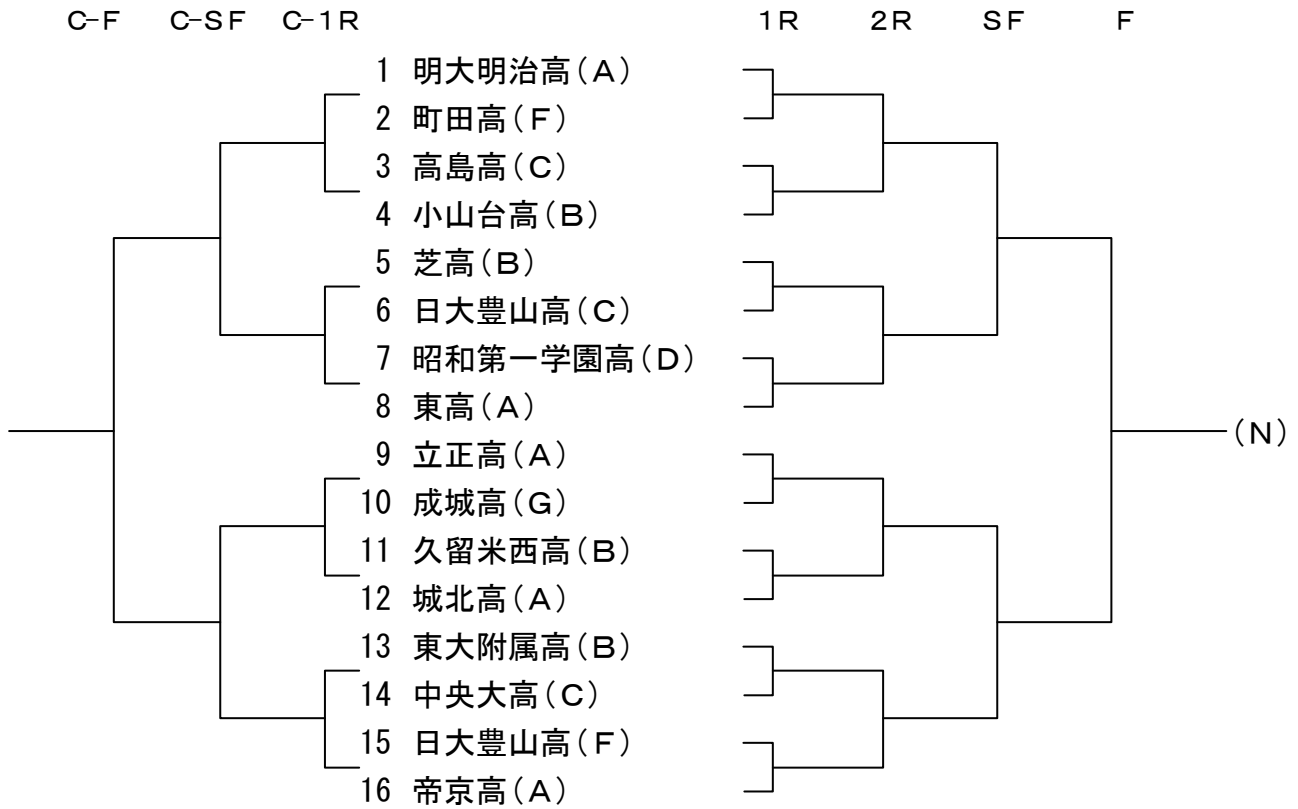 C-F C-SF C-1R 1R 2R SF F
1 明大明治高(A)
2 町田高(F)
3 高島高(C)
4 小山台高(B)
5 芝高(B)
6 日大豊山高(C)
7 昭和第一学園高(D)
8 東高(A)
(N)
9 立正高(A)
10 成城高(G)
11 久留米西高(B)
12 城北高(A)
13 東大附属高(B)
14 中央大高(C)
15 日大豊山高(F)
16 帝京高(A)